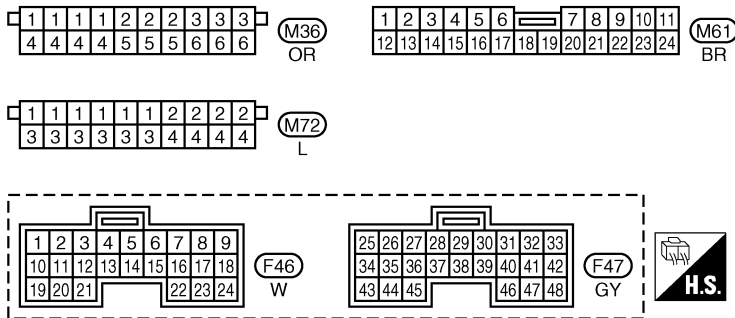 1 1 1 1 2 2 2 3 3 3
4 4 4 4 5 5 5 6 6 6
M36
OR
1 2 3 4 5 6 7 8 9 10 11
12 13 14 15 16 17 18 19 20 21 22 23 24
M61
BR
1 1 1 1 1 1 2 2 2 2
3 3 3 3 3 3 4 4 4 4
M72
L
1 2 3 4 5 6 7 8 9
10 11 12 13 14 15 16 17 18
19 20 21 22 23 24
F46
W
25 26 27 28 29 30 31 32 33
34 35 36 37 38 39 40 41 42
43 44 45 46 47 48
F47
GY
H.S.